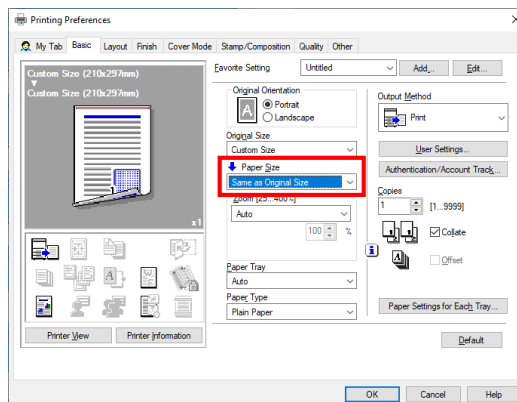 Printing Preferences
My Tab Basic Layout Finish Cover Mode Stamp/Composition Quality Other
Custom Size (210x297mm)
Custom Size (210x297mm)
1
x1
Printer View Printer Information
Favorite Setting Untitled Add... Edit...
Original Orientation
A
Portrait
Landscape
Original Size
Custom Size
Paper Size
Same as Original Size
Zoom [25...400%]
Auto
100 %
Paper Tray
Auto
Paper Type
Plain Paper
Output Method
Print
User Settings...
Authentication/Account Track...
Copies
1 [1...9999]
Collate
Offset
Paper Settings for Each Tray...
Default
OK Cancel Help